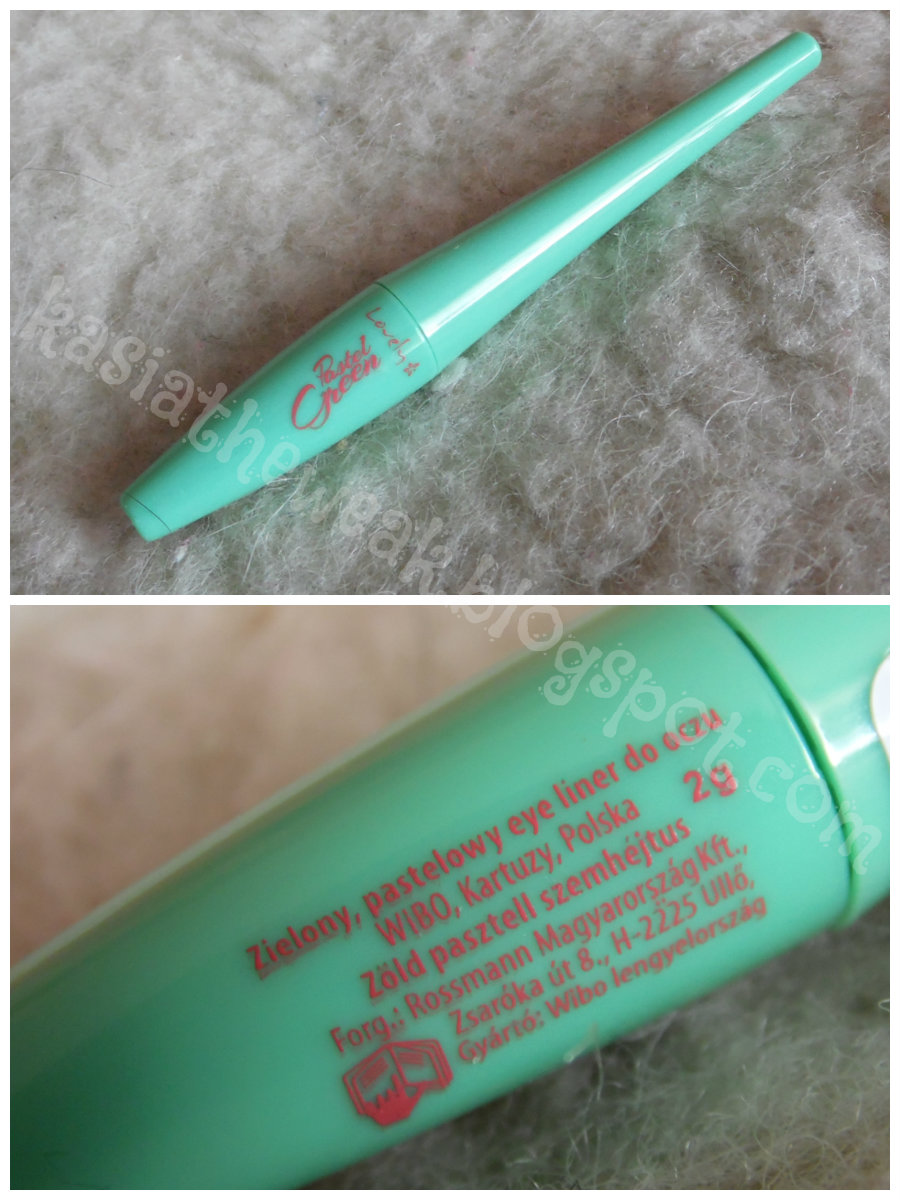 Lovely
Pastel
Green
kasiatheweak.blogspot.com
Zielony, pastelowy eye liner do oczu
WIBO, Kartuzy, Polska 2g
Zöld pasztell szemhéjtus
Forg.: Rossmann Magyarország Kft.,
Zsaróka út 8., H-2225 Üllő,
Gyártó: Wibo lengyelország